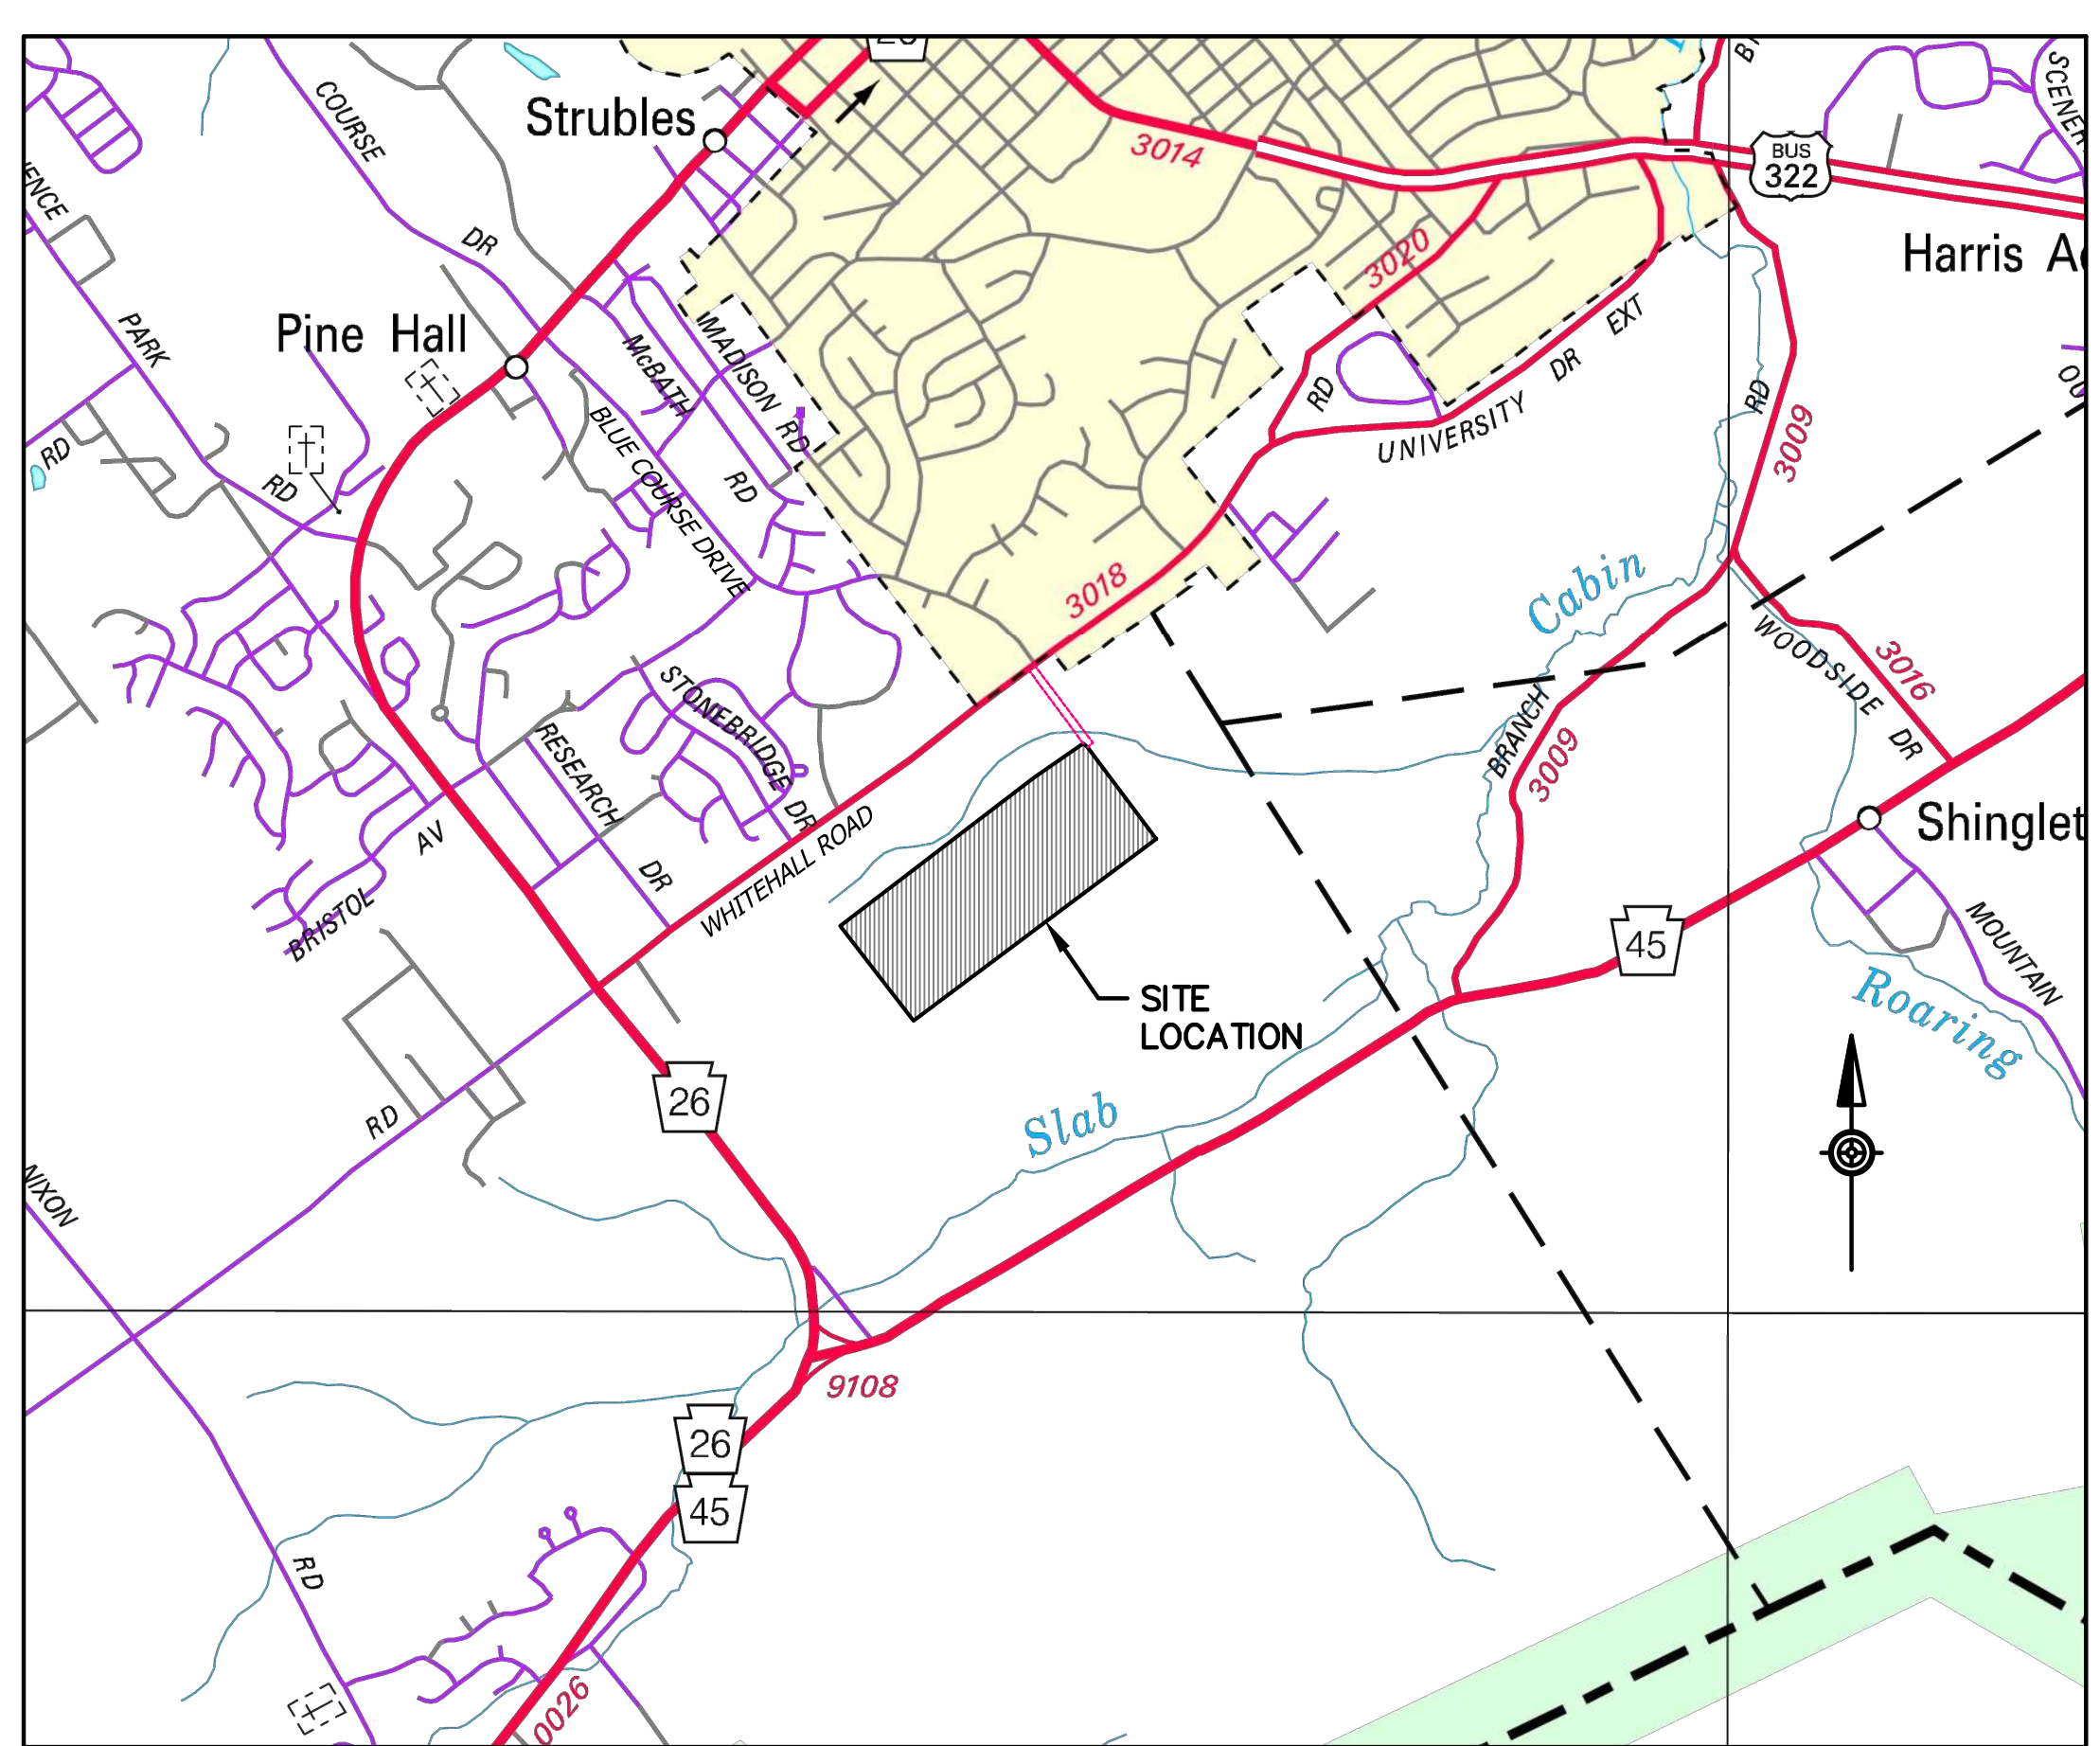 Strubles
COURSE
DR
3014
BUS
322
SCENERY
Harris
PARK
Pine Hall
RD
RD
McBATH
RD
MADISON
RD
BLUE COURSE DRIVE
3020
RD
UNIVERSITY
DR
EXT
RD
3009
3018
Cabin
BRANCH
3009
WOODSIDE
DR
3016
STONEBRIDGE
DR
RESEARCH
DR
WHITEHALL ROAD
BRISTOL
AV
45
MOUNTAIN
Roaring
SITE
LOCATION
26
RD
Slab
NIXON
RD
9108
26
45
0026